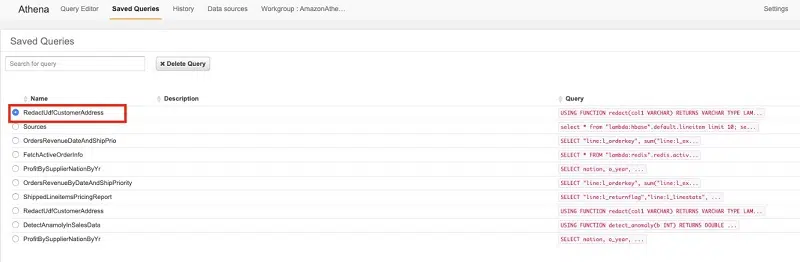 Athena Query Editor Saved Queries History Data sources Workgroup : AmazonAthe... Settings
Saved Queries
Search for query ✖ Delete Query
Name Description Query
RedactUdfCustomerAddress USING FUNCTION redact(col1 VARCHAR) RETURNS VARCHAR TYPE LAM...
Sources select * from "lambda:hbase".default.lineitem limit 10; se...
OrdersRevenueDateAndShipPrio SELECT "line:l_orderkey", sum("line:l_ex...
FetchActiveOrderInfo SELECT * FROM "lambda:redis".redis.activ...
ProfitBySupplierNationByYr SELECT nation, o_year, ...
OrdersRevenueByDateAndShipPriority SELECT "line:l_orderkey", sum("line:l_ex...
ShippedLineitemsPricingReport SELECT "line:l_returnflag","line:l_linestate", ...
RedactUdfCustomerAddress USING FUNCTION redact(col1 VARCHAR) RETURNS VARCHAR TYPE LAM...
DetectAnamolyInSalesData USING FUNCTION detect_anomaly(b INT) RETURNS DOUBLE ...
ProfitBySupplierNationByYr SELECT nation, o_year, ...